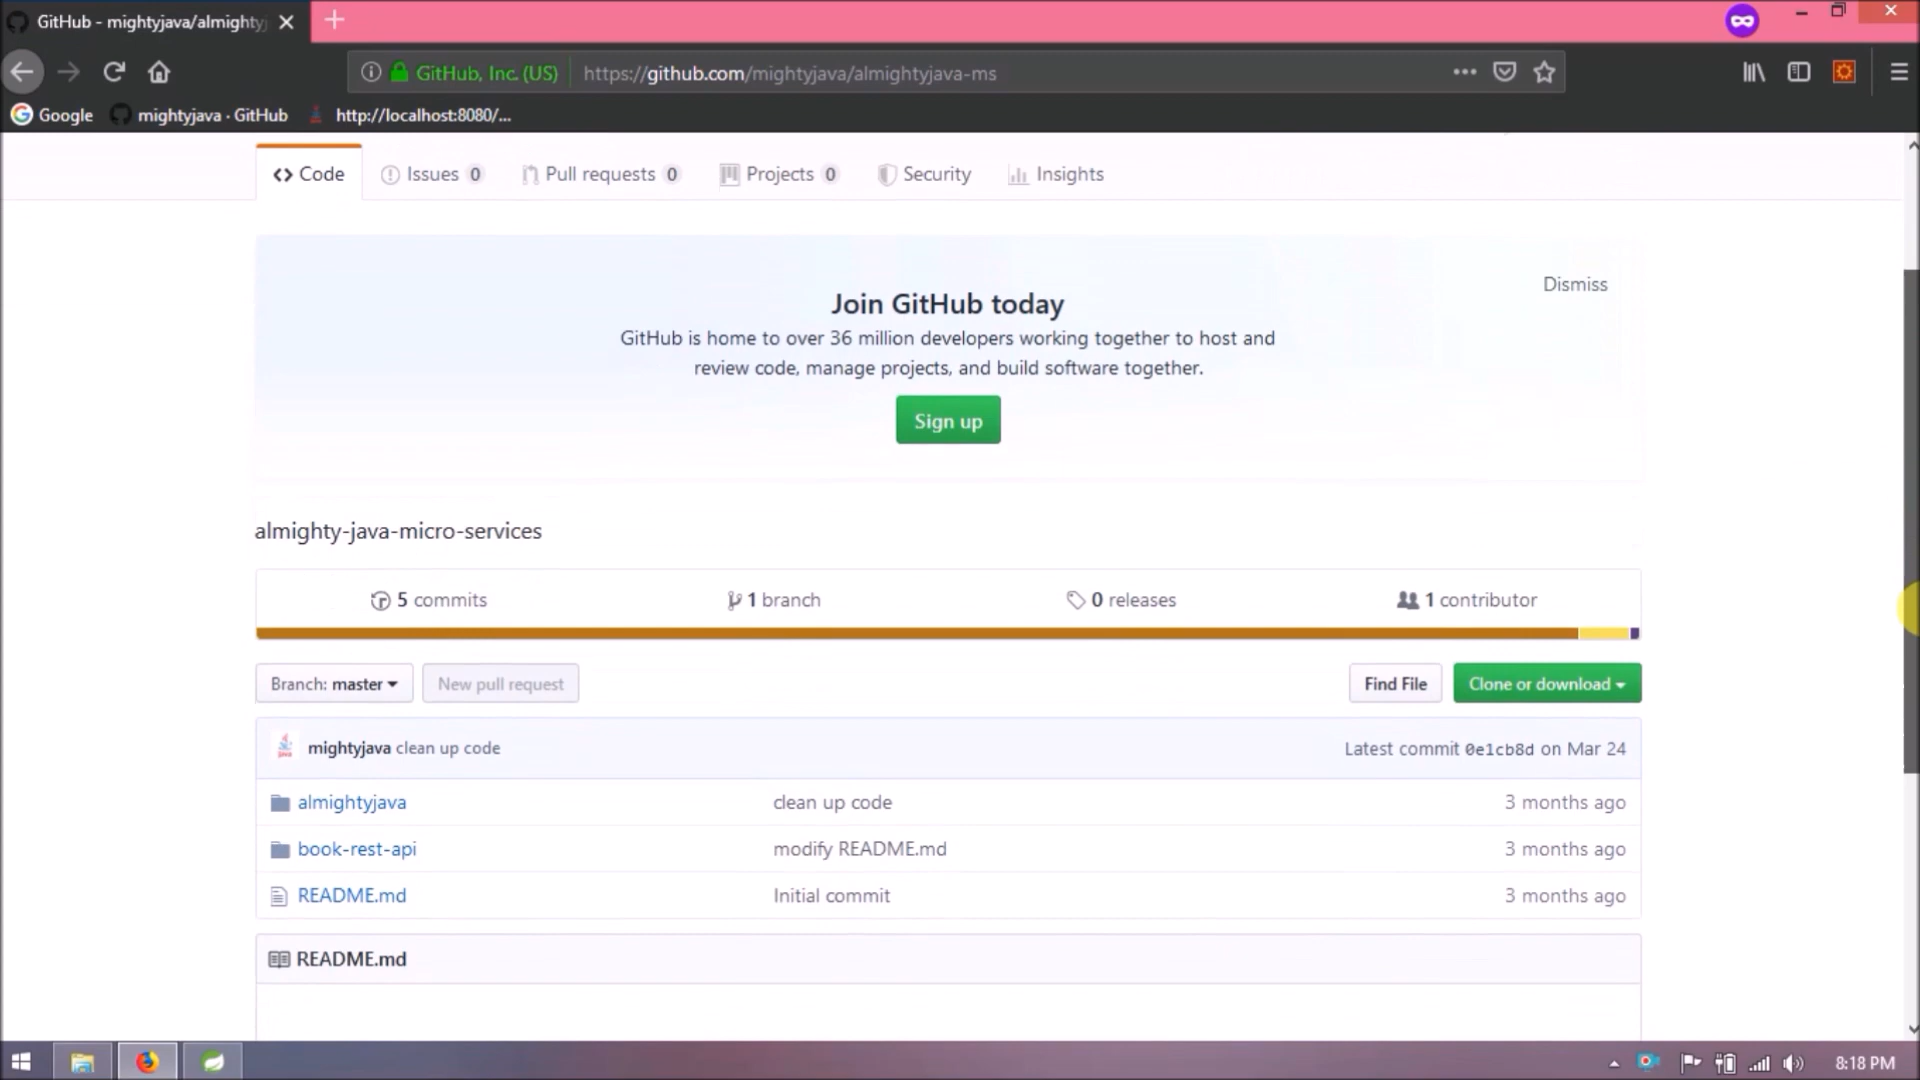 GitHub - mightyjava/almighty
GitHub, Inc. (US)
https://github.com/mightyjava/almightyjava-ms
Google
mightyjava · GitHub
http://localhost:8080/...
Code
Issues 0
Pull requests 0
Projects 0
Security
Insights
Dismiss
Join GitHub today
GitHub is home to over 36 million developers working together to host and
review code, manage projects, and build software together.
Sign up
almighty-java-micro-services
5 commits
1 branch
0 releases
1 contributor
Branch: master
New pull request
Find File
Clone or download
mightyjava clean up code
Latest commit 0e1cb8d on Mar 24
almightyjava
clean up code
3 months ago
book-rest-api
modify README.md
3 months ago
README.md
Initial commit
3 months ago
README.md
8:18 PM